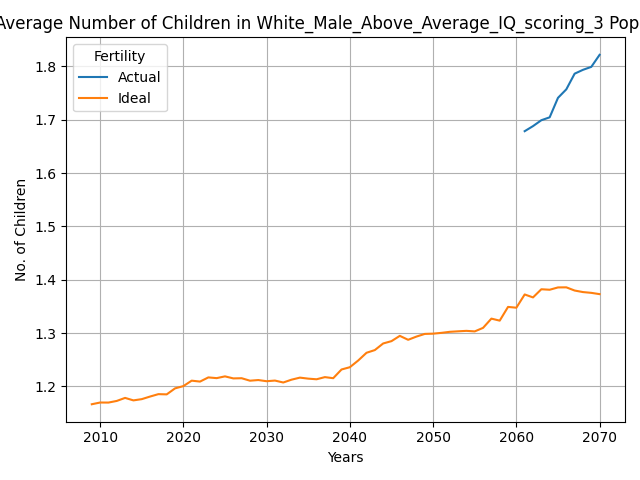 Average Number of Children in White_Male_Above_Average_IQ_scoring_3 Pop
Fertility
Actual
Ideal
No. of Children
1.8
1.7
1.6
1.5
1.4
1.3
1.2
2010 2020 2030 2040 2050 2060 2070
Years